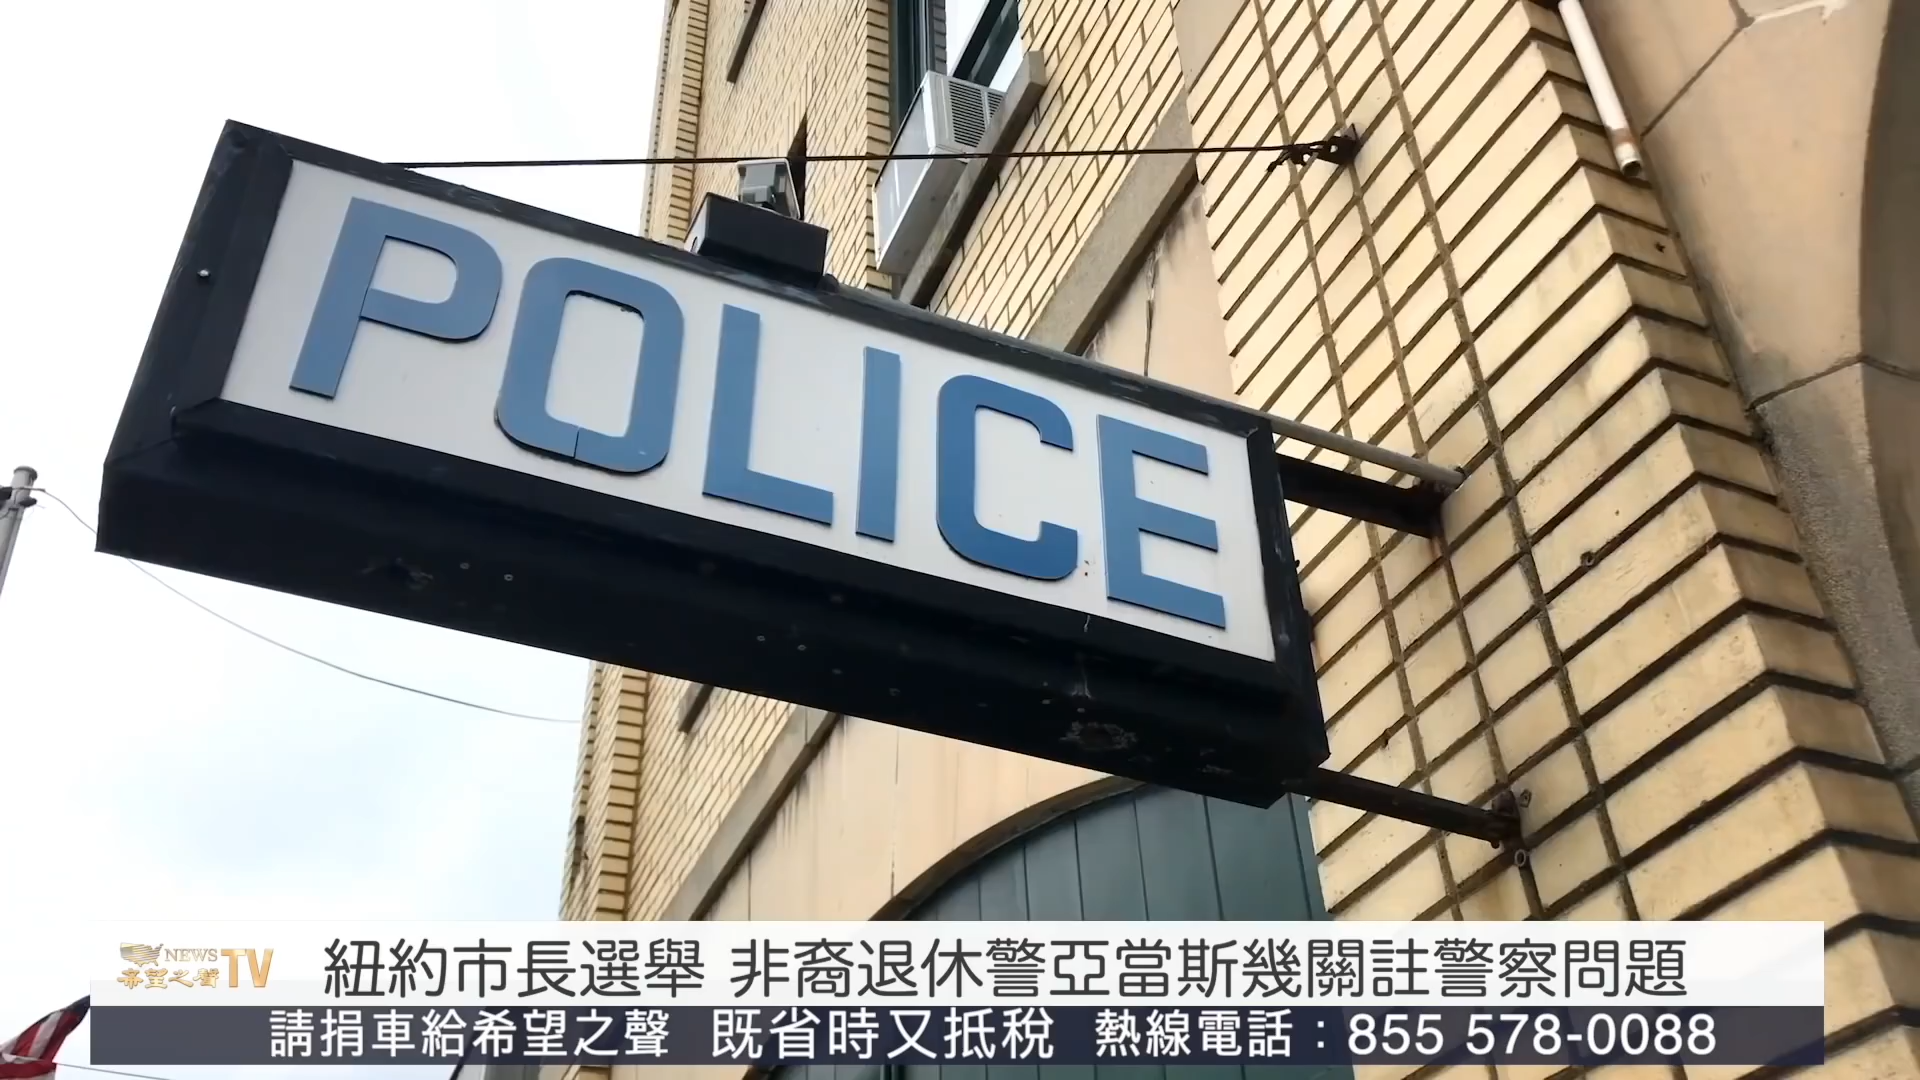 POLICE
NEWS
希望之聲TV
紐約市長選舉 非裔退休警亞當斯幾關註警察問題
請捐車給希望之聲 既省時又抵稅 熱線電話：855 578-0088